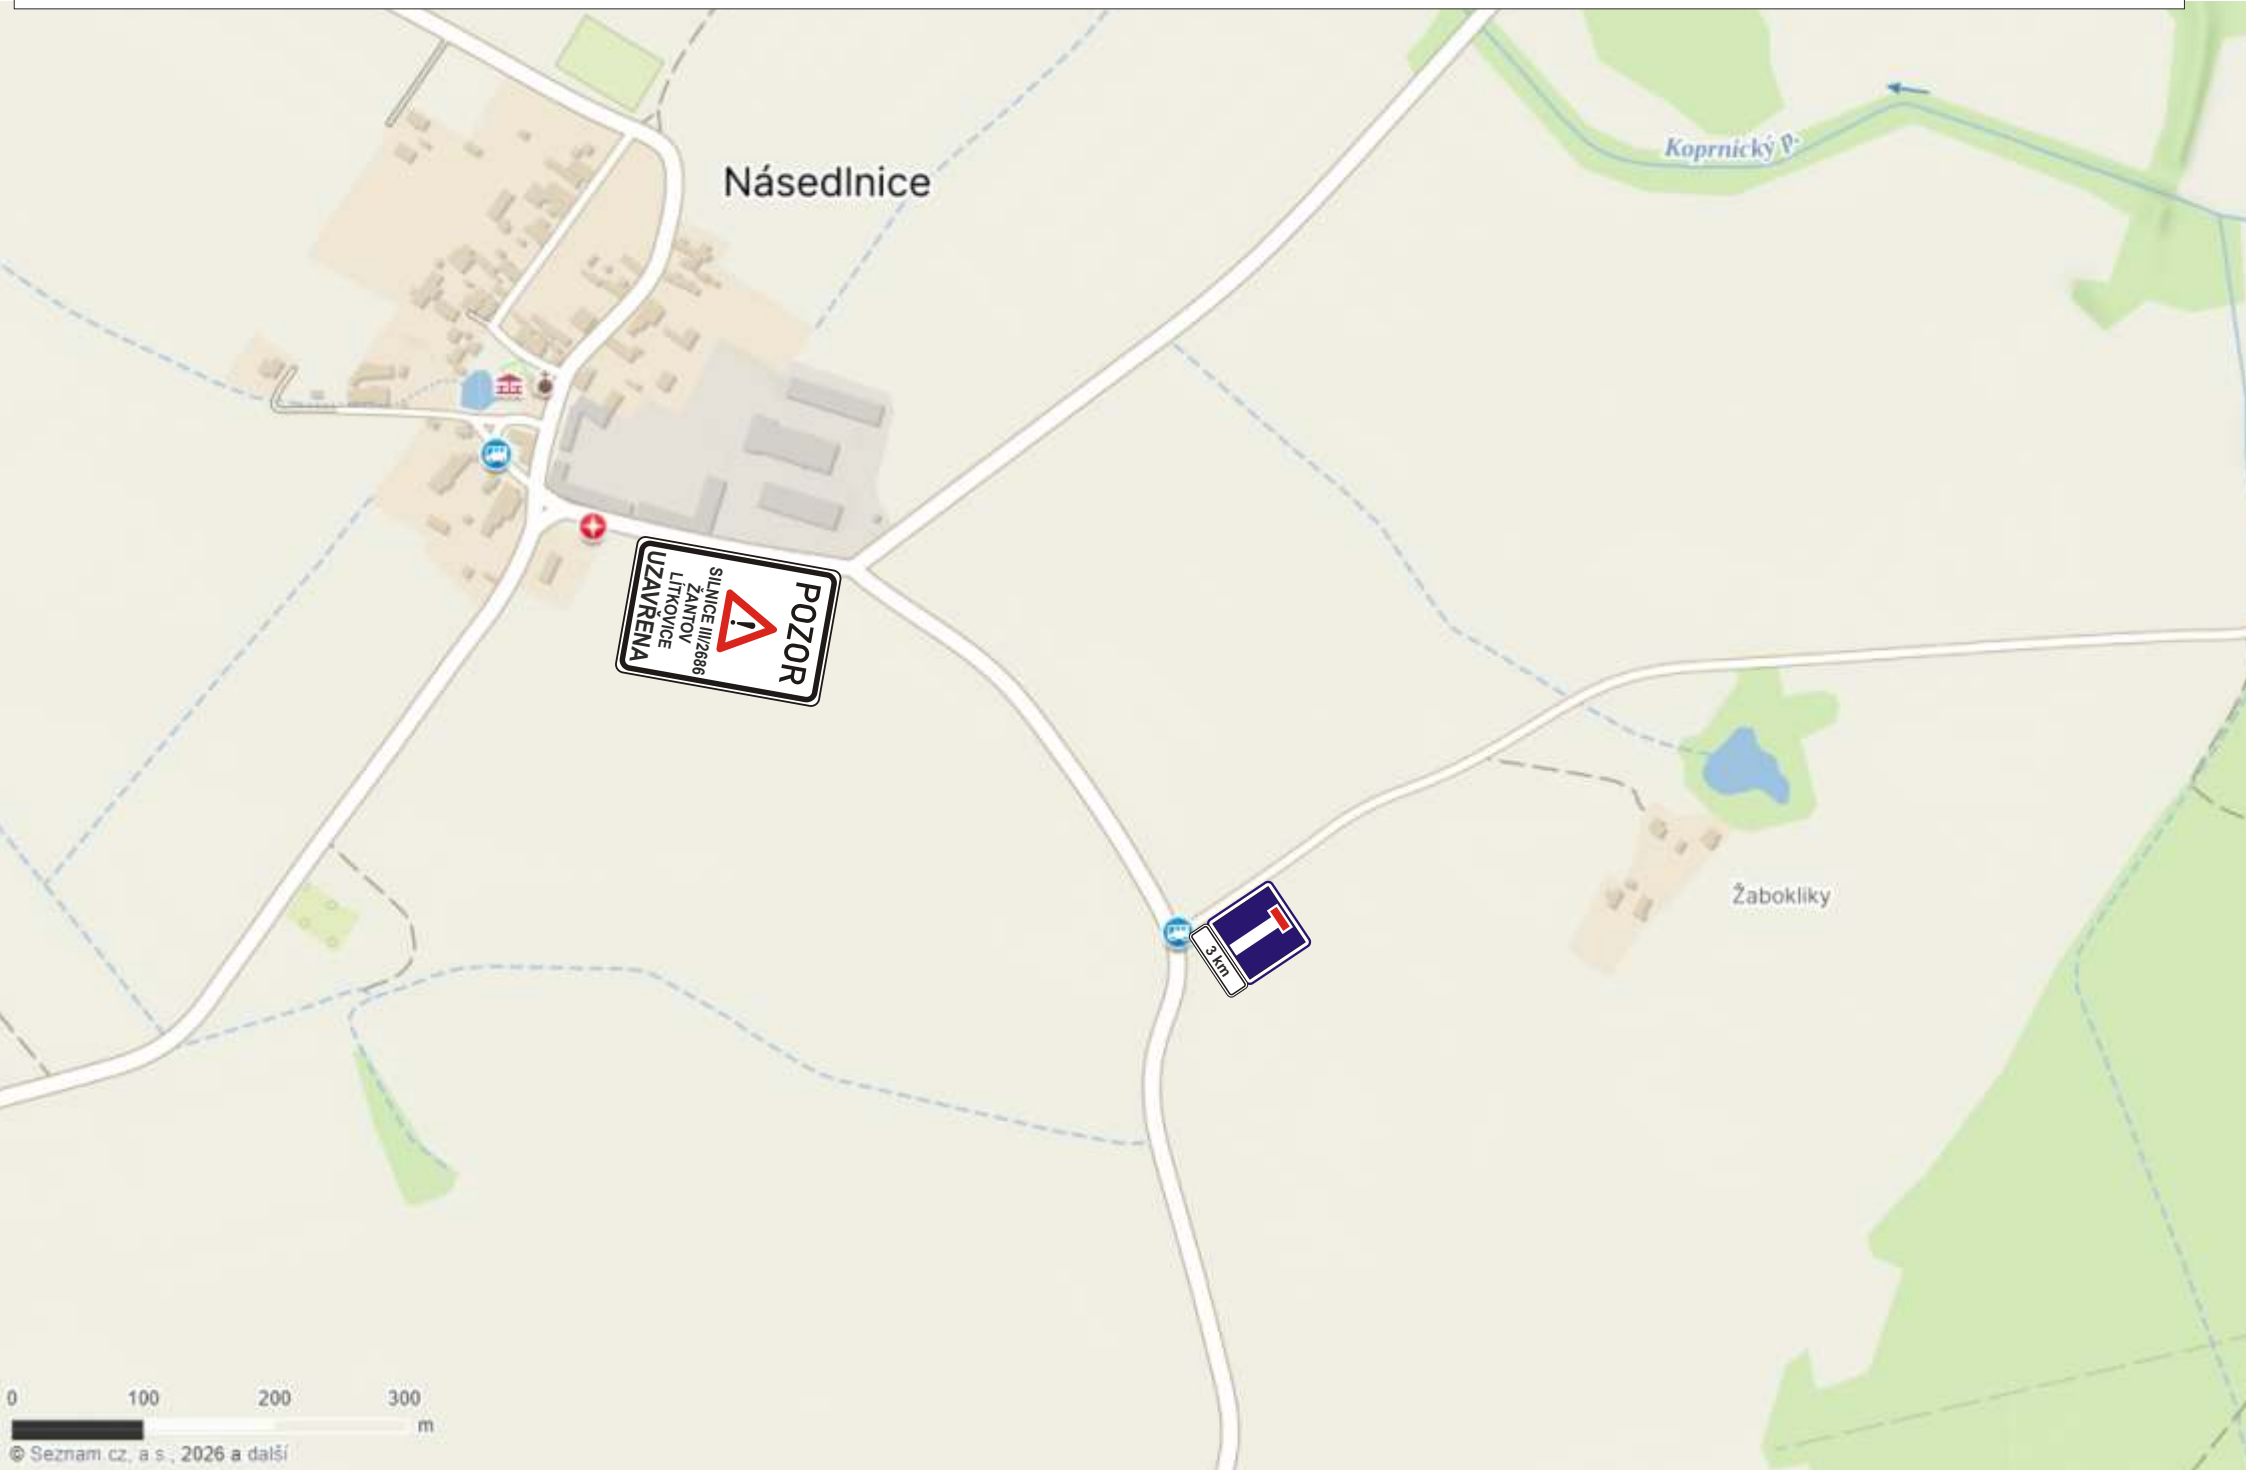 Koprnický p.
Násedlnice
POZOR
!
SILNICE III/2686
ŽANTOV
LÍTKOVICE
UZAVŘENA
Žabokliky
3 km
0 100 200 300
m
© Seznam.cz, a.s., 2026 a další